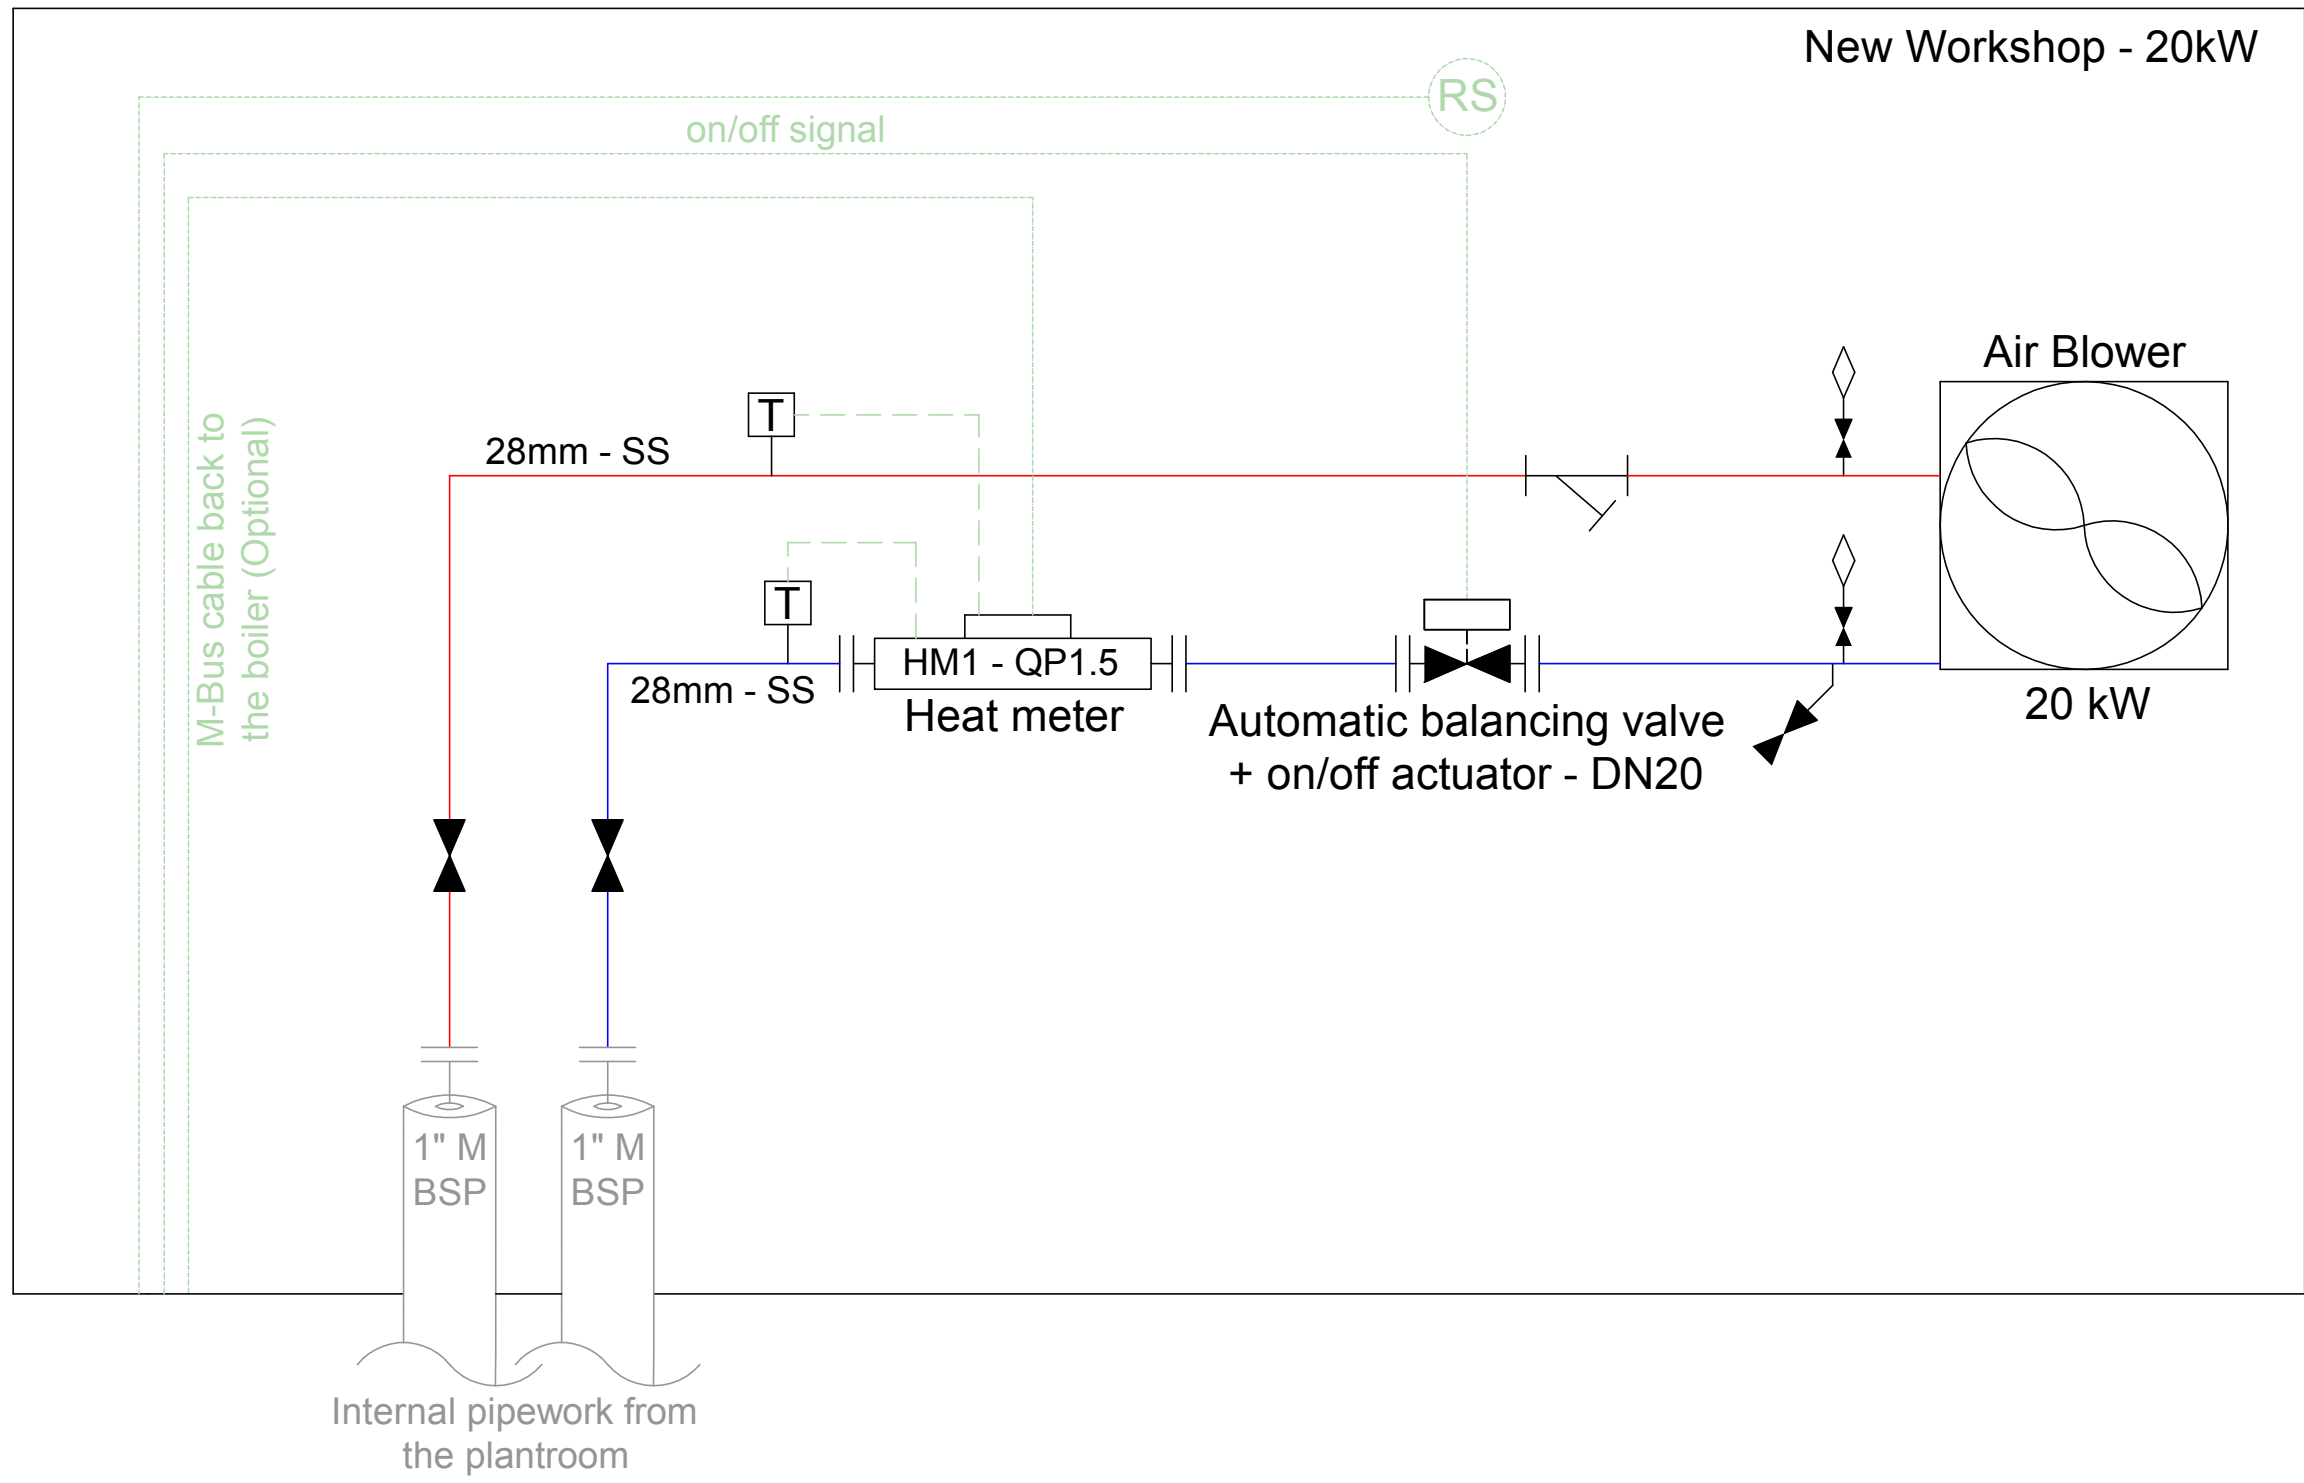 New Workshop - 20kW
RS
on/off signal
Air Blower
T
28mm - SS
M-Bus cable back to
the boiler (Optional)
T
HM1 - QP1.5
28mm - SS
Heat meter
Automatic balancing valve
+ on/off actuator - DN20
20 kW
1" M
BSP
1" M
BSP
Internal pipework from
the plantroom